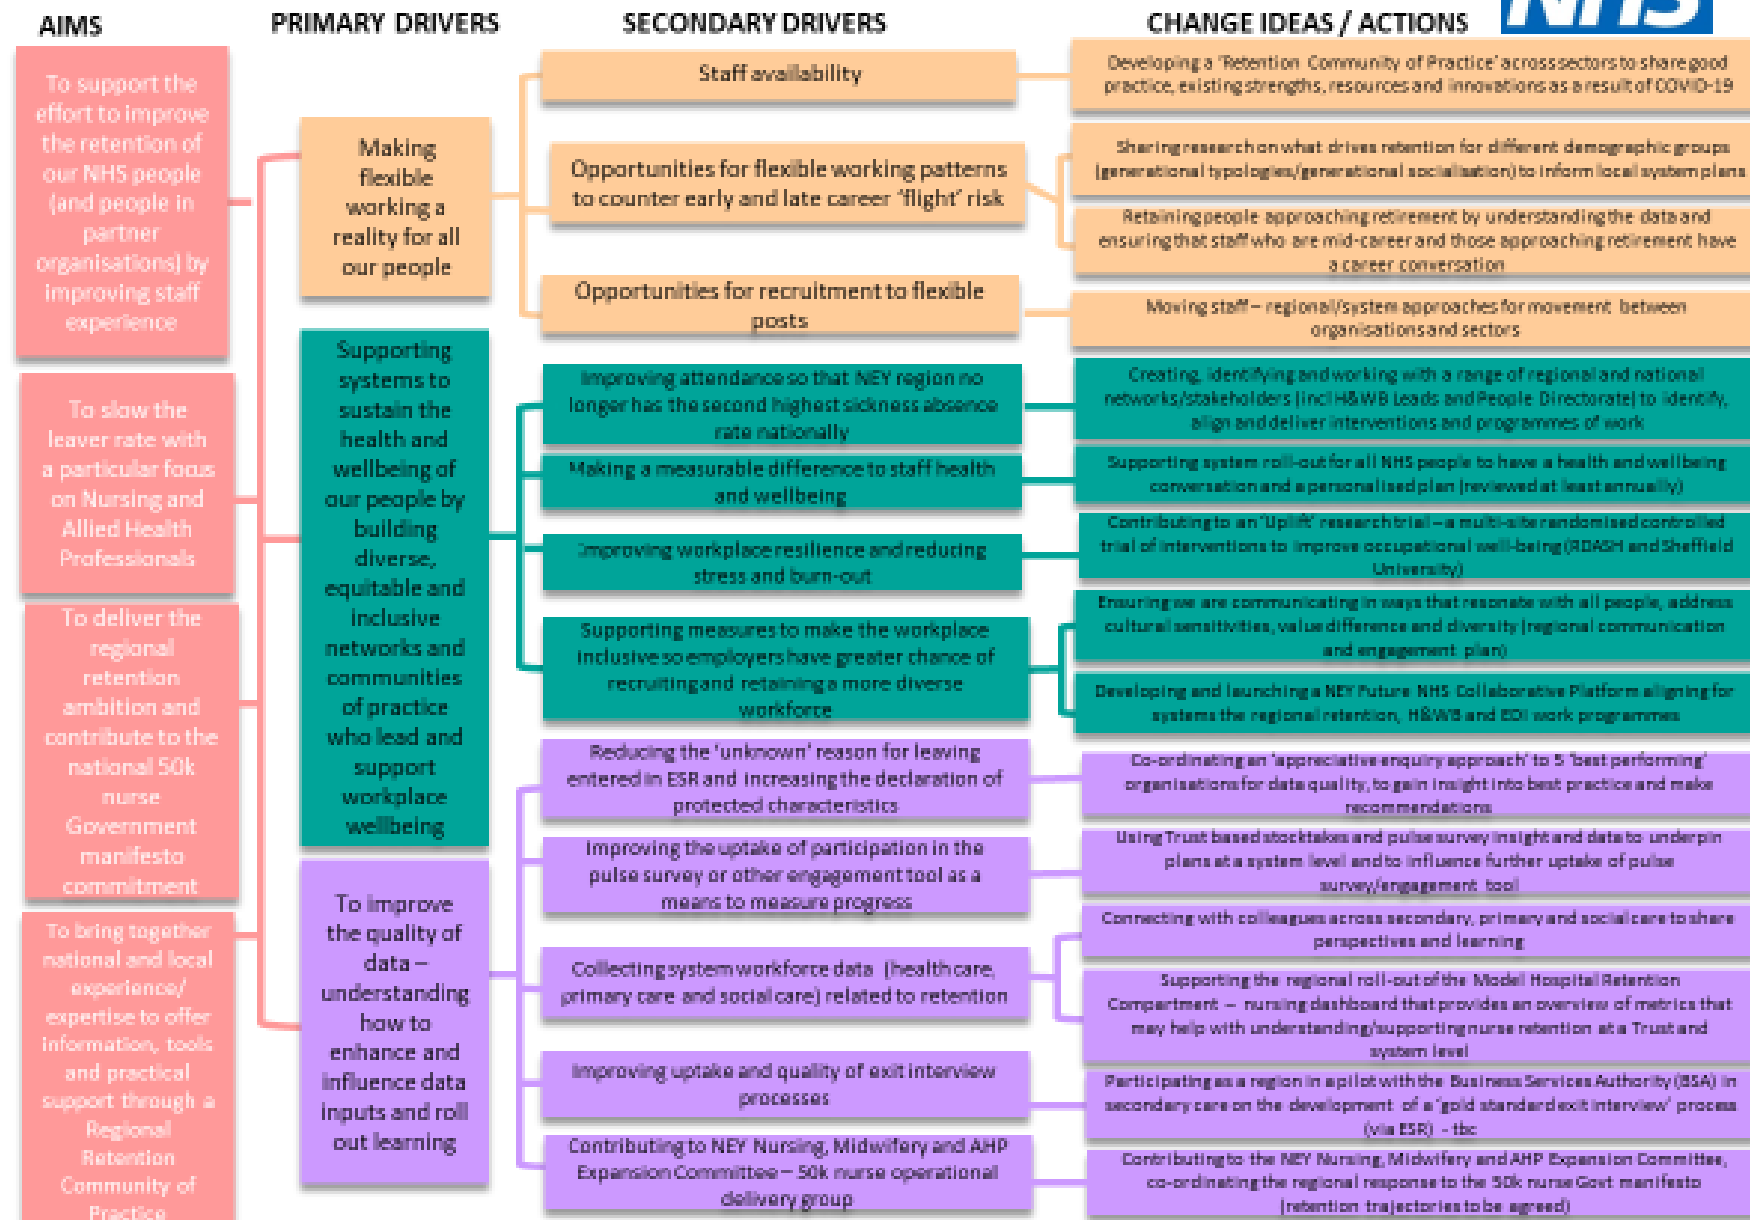 AIMS
PRIMARY DRIVERS
SECONDARY DRIVERS
CHANGE IDEAS / ACTIONS
NHS
To support the
effort to improve
the retention of
our NHS people
(and people in
partner
organisations) by
improving staff
experience
To slow the
leaver rate with
a particular focus
on Nursing and
Allied Health
Professionals
To deliver the
regional
retention
ambition and
contribute to the
national 50k
nurse
Government
manifesto
commitment
To bring together
national and local
experience/
expertise to offer
information, tools
and practical
support through a
Regional
Retention
Community of
Practice
Making
flexible
working a
reality for all
our people
Supporting
systems to
sustain the
health and
wellbeing of
our people by
building
diverse,
equitable and
inclusive
networks and
communities
of practice
who lead and
support
workplace
wellbeing
To improve
the quality of
data –
understanding
how to
enhance and
influence data
inputs and roll
out learning
Staff availability
Opportunities for flexible working patterns
to counter early and late career 'flight' risk
Opportunities for recruitment to flexible
posts
Improving attendance so that NEY region no
longer has the second highest sickness absence
rate nationally
Making a measurable difference to staff health
and wellbeing
Improving workplace resilience and reducing
stress and burn-out
Supporting measures to make the workplace
inclusive so employers have greater chance of
recruiting and retaining a more diverse
workforce
Reducing the 'unknown' reason for leaving
entered in ESR and increasing the declaration of
protected characteristics
Improving the uptake of participation in the
pulse survey or other engagement tool as a
means to measure progress
Collecting system workforce data (healthcare,
primary care and social care) related to retention
Improving uptake and quality of exit interview
processes
Contributing to NEY Nursing, Midwifery and AHP
Expansion Committee – 50k nurse operational
delivery group
Developing a 'Retention Community of Practice' across sectors to share good
practice, existing strengths, resources and innovations as a result of COVID-19
Sharing research on what drives retention for different demographic groups
(generational typologies/generational socialisation) to inform local system plans
Retaining people approaching retirement by understanding the data and
ensuring that staff who are mid-career and those approaching retirement have
a career conversation
Moving staff – regional/system approaches for movement between
organisations and sectors
Creating, identifying and working with a range of regional and national
networks/stakeholders (incl H&WB Leads and People Directorate) to identify,
align and deliver interventions and programmes of work
Supporting system roll-out for all NHS people to have a health and wellbeing
conversation and a personalised plan (reviewed at least annually)
Contributing to an 'Uplift' research trial – a multi-site randomised controlled
trial of interventions to improve occupational well-being (RDASH and Sheffield
University)
Ensuring we are communicating in ways that resonate with all people, address
cultural sensitivities, value difference and diversity (regional communication
and engagement plan)
Developing and launching a NEY Future NHS Collaborative Platform aligning for
systems the regional retention, H&WB and EDI work programmes
Co-ordinating an 'appreciative enquiry approach' to 5 'best performing'
organisations for data quality, to gain insight into best practice and make
recommendations
Using Trust based stocktakes and pulse survey insight and data to underpin
plans at a system level and to influence further uptake of pulse
survey/engagement tool
Connecting with colleagues across secondary, primary and social care to share
perspectives and learning
Supporting the regional roll-out of the Model Hospital Retention
Compartment – nursing dashboard that provides an overview of metrics that
may help with understanding/supporting nurse retention at a Trust and
system level
Participating as a region in a pilot with the Business Services Authority (BSA) in
secondary care on the development of a 'gold standard exit interview' process
(via ESR) - tbc
Contributing to the NEY Nursing, Midwifery and AHP Expansion Committee,
co-ordinating the regional response to the 50k nurse Govt manifesto
(retention trajectories to be agreed)